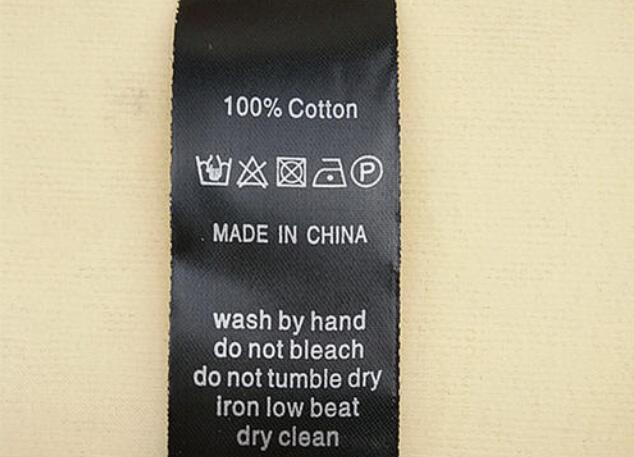 100% Cotton
P
MADE IN CHINA
wash by hand
do not bleach
do not tumble dry
iron low beat
dry clean